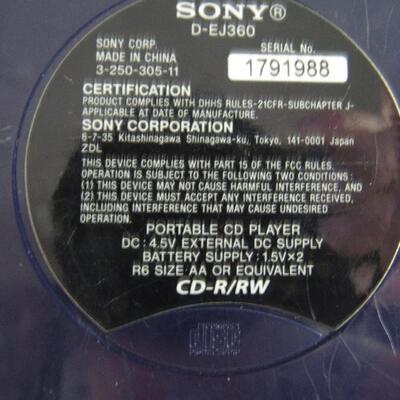 SONY®
D-EJ360
SONY CORP.
MADE IN CHINA
3-250-305-11
SERIAL No.
1791988
CERTIFICATION
PRODUCT COMPLIES WITH DHHS RULES-21CFR-SUBCHAPTER J-
APPLICABLE AT DATE OF MANUFACTURE.
SONY CORPORATION
6-7-35 Kitashinagawa Shinagawa-ku, Tokyo, 141-0001 Japan
ZDL
THIS DEVICE COMPLIES WITH PART 15 OF THE FCC RULES.
OPERATION IS SUBJECT TO THE FOLLOWING TWO CONDITIONS :
(1) THIS DEVICE MAY NOT CAUSE HARMFUL INTERFERENCE, AND
(2) THIS DEVICE MUST ACCEPT ANY INTERFERENCE RECEIVED,
INCLUDING INTERFERENCE THAT MAY CAUSE UNDESIRED
OPERATION.
PORTABLE CD PLAYER
DC: 4.5V EXTERNAL DC SUPPLY
BATTERY SUPPLY : 1.5V×2
R6 SIZE AA OR EQUIVALENT
CD-R/RW